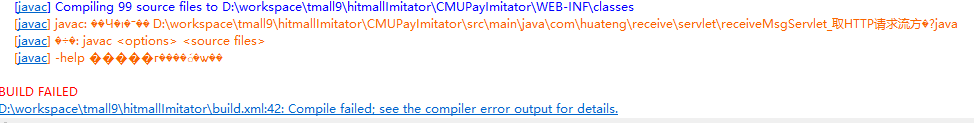 [javac] Compiling 99 source files to D:\workspace\tmall9\hitmallImitator\CMUPayImitator\WEB-INF\classes
[javac] javac: D:\workspace\tmall9\hitmallImitator\CMUPayImitator\src\main\java\com\huateng\receive\servlet\receiveMsgServlet_取HTTP请求流方�?java
[javac] �÷�: javac <options> <source files>
[javac] -help
BUILD FAILED
D:\workspace\tmall9\hitmallImitator\build.xml:42: Compile failed; see the compiler error output for details.